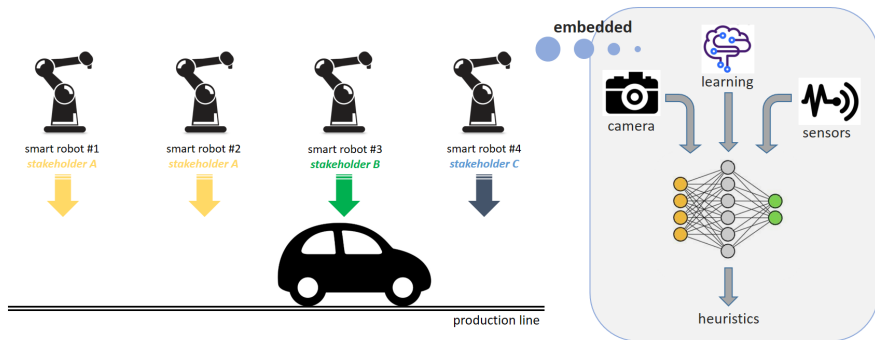 smart robot #1
stakeholder A
smart robot #2
stakeholder A
smart robot #3
stakeholder B
smart robot #4
stakeholder C
production line
embedded
learning
camera
sensors
heuristics